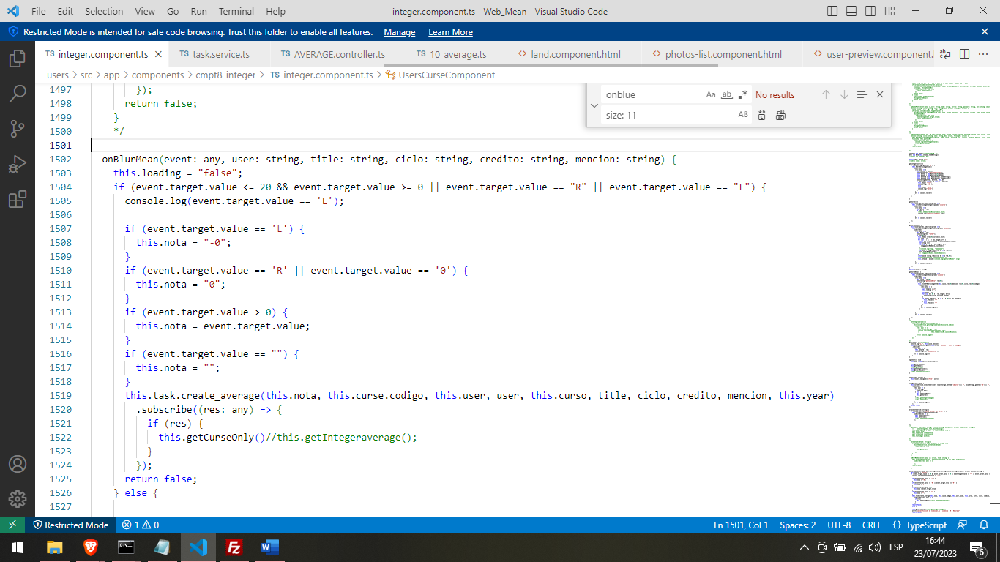 File Edit Selection View Go Run Terminal Help integer.component.ts - Web_Mean - Visual Studio Code
Restricted Mode is intended for safe code browsing. Trust this folder to enable all features. Manage Learn More
TS integer.component.ts TS task.service.ts TS AVERAGE.controller.ts TS 10_average.ts <> land.component.html <> photos-list.component.html <> user-preview.component.
users > src > app > components > cmpt8-integer > TS integer.component.ts > UsersCurseComponent
onblue Aa ab .* No results
size: 11 AB
1497 });
1498 return false;
1499 }
1500 */
1501
1502 onBlurMean(event: any, user: string, title: string, ciclo: string, credito: string, mencion: string) {
1503 this.loading = "false";
1504 if (event.target.value <= 20 && event.target.value >= 0 || event.target.value == "R" || event.target.value == "L") {
1505 console.log(event.target.value == 'L');
1506
1507 if (event.target.value == 'L') {
1508 this.nota = "-0";
1509 }
1510 if (event.target.value == 'R' || event.target.value == '0') {
1511 this.nota = "0";
1512 }
1513 if (event.target.value > 0) {
1514 this.nota = event.target.value;
1515 }
1516 if (event.target.value == "") {
1517 this.nota = "";
1518 }
1519 this.task.create_average(this.nota, this.curse.codigo, this.user, user, this.curso, title, ciclo, credito, mencion, this.year)
1520 .subscribe((res: any) => {
1521 if (res) {
1522 this.getCurseOnly()//this.getIntegeraverage();
1523 }
1524 });
1525 return false;
1526 } else {
1527
Restricted Mode 1 0 Ln 1501, Col 1 Spaces: 2 UTF-8 CRLF {} TypeScript
ESP 16:44
23/07/2023 6